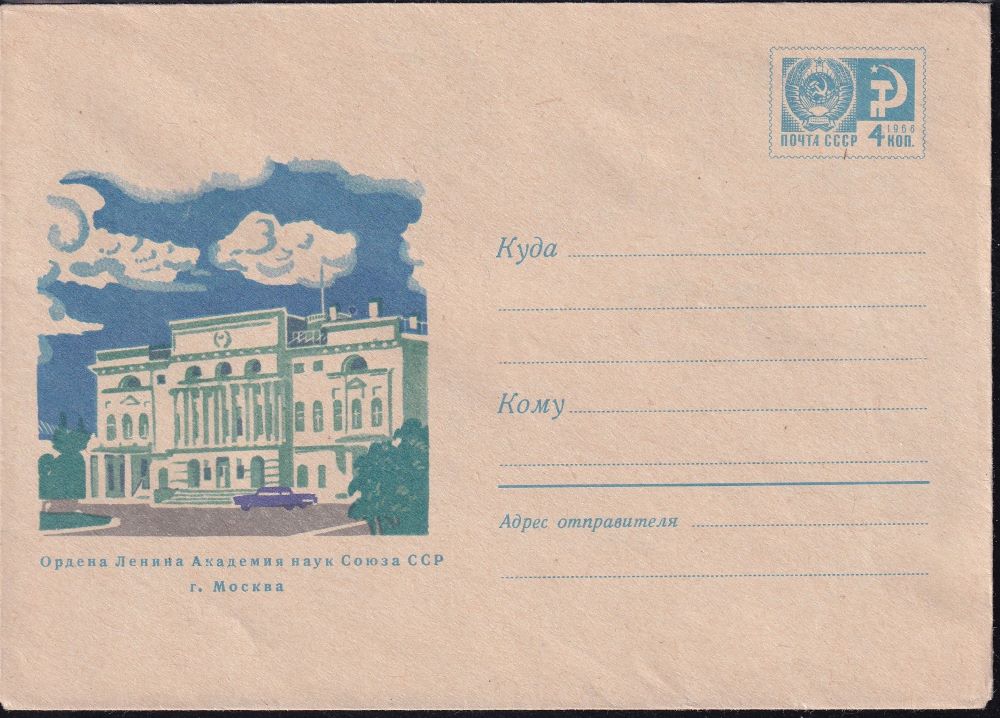 ПОЧТА СССР
1966
4 КОП.
Куда
Кому
Адрес отправителя
Ордена Ленина Академия наук Союза ССР
г. Москва